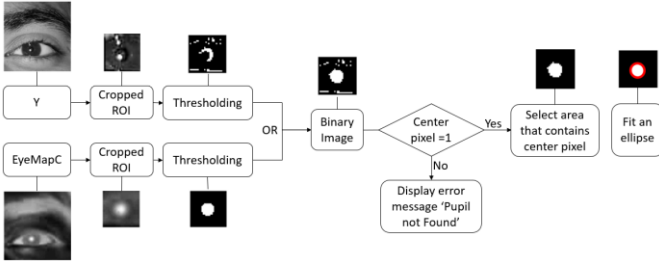 Y
Cropped
ROI
Thresholding
EyeMapC
Cropped
ROI
Thresholding
OR
Binary
Image
Center
pixel =1
Yes
No
Display error
message ‘Pupil
not Found’
Select area
that contains
center pixel
Fit an
ellipse